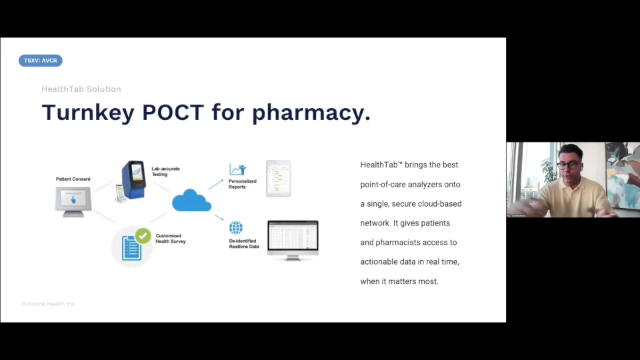 TSXV: AVCR
HealthTab Solution
Turnkey POCT for pharmacy.
Patient Consent
Lab-accurate
Testing
Customized
Health Survey
Personalized
Reports
De-identified
Realtime Data
HealthTab™ brings the best
point-of-care analyzers onto
a single, secure cloud-based
network. It gives patients
and pharmacists access to
actionable data in real time,
when it matters most.
Avricore Health Inc